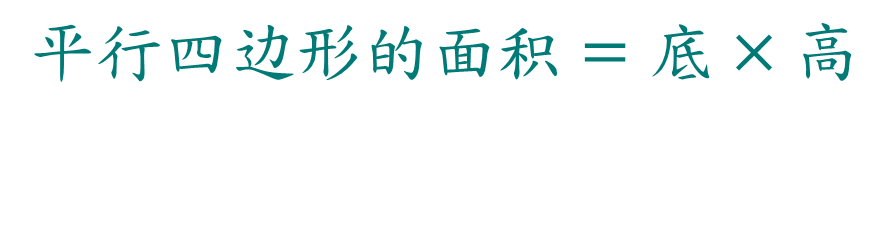 平行四边形的面积 = 底 × 高